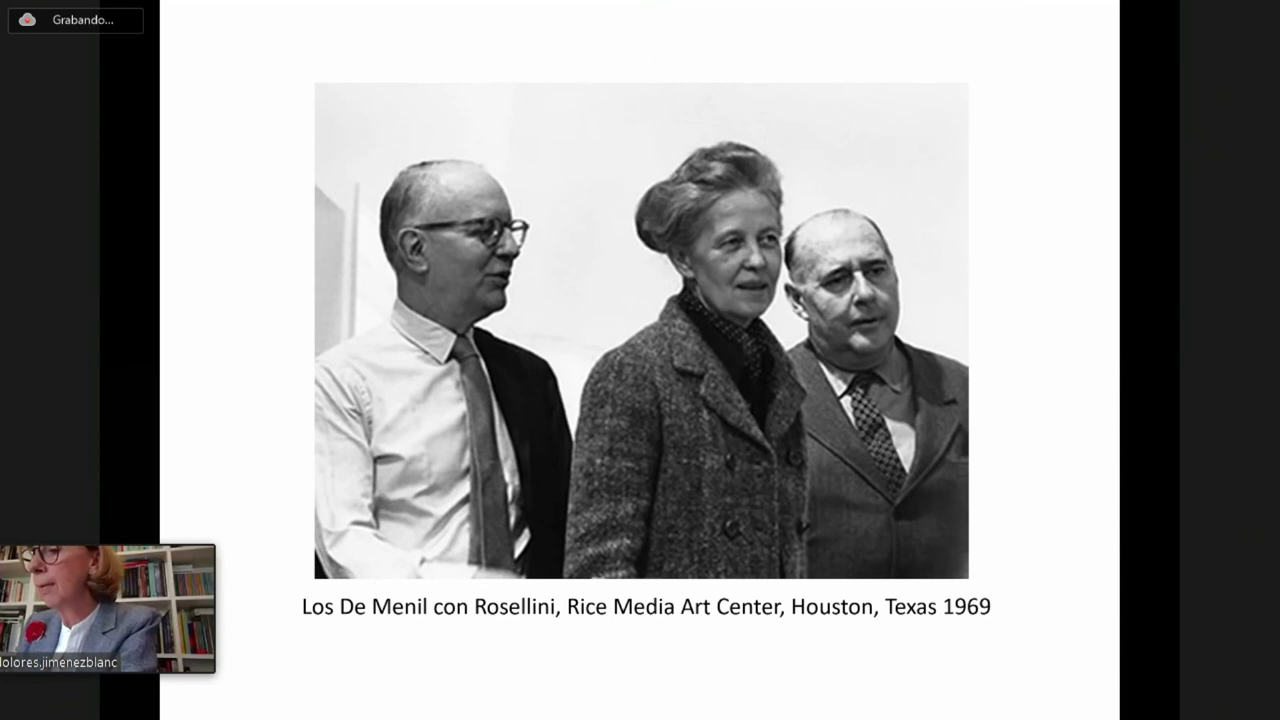 Grabando...
Los De Menil con Rosellini, Rice Media Art Center, Houston, Texas 1969
dolores.jimenezblanc